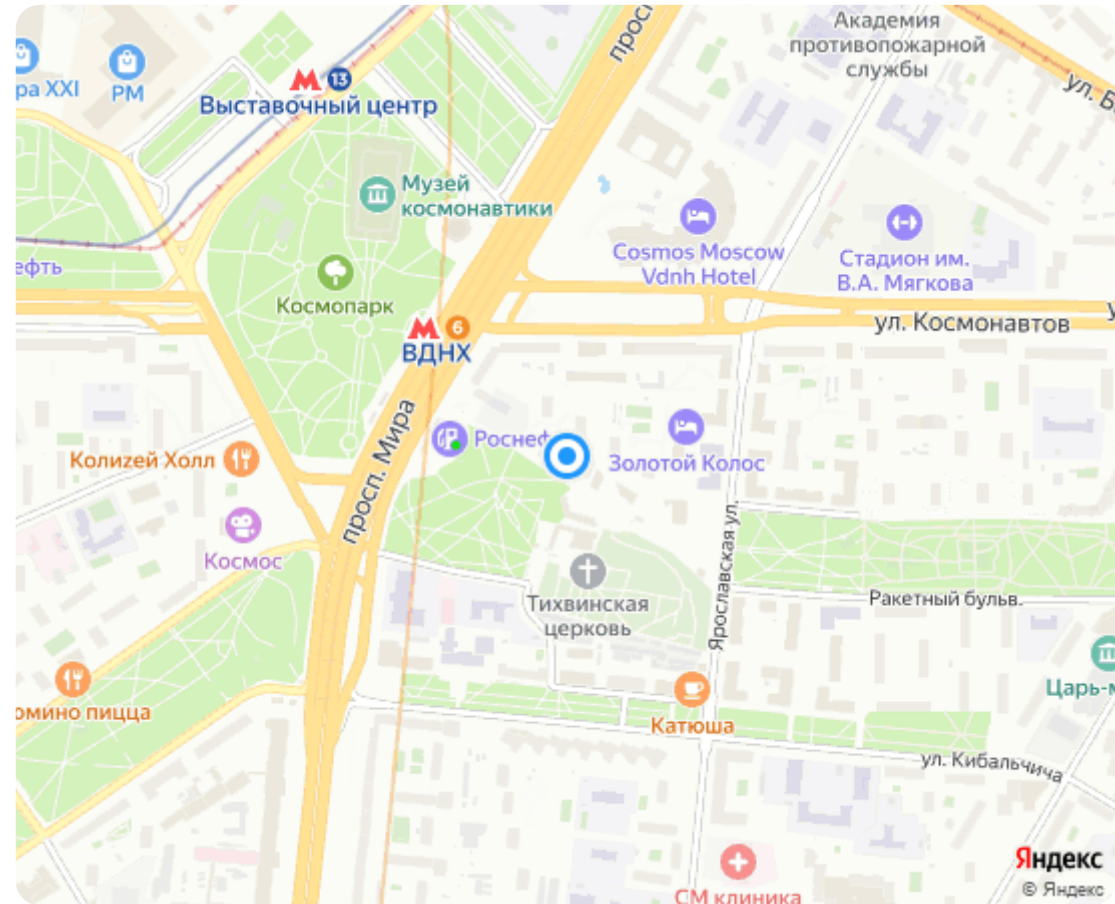 Академия
противопожарной
службы
просп.
ра XXI
РМ
13
Выставочный центр
ул. Б
Музей
космонавтики
Cosmos Moscow
Vdnh Hotel
Стадион им.
В.А. Мягкова
ефть
Космопарк
6
ВДНХ
ул. Космонавтов
у
просп. Мира
Роснеф
Колизей Холл
Золотой Колос
Космос
Ярославская ул.
Тихвинская
церковь
Ракетный бульв.
Царь-м
омино пицца
Катюша
ул. Кибальчича
СМ клиника
Яндекс
© Яндекс